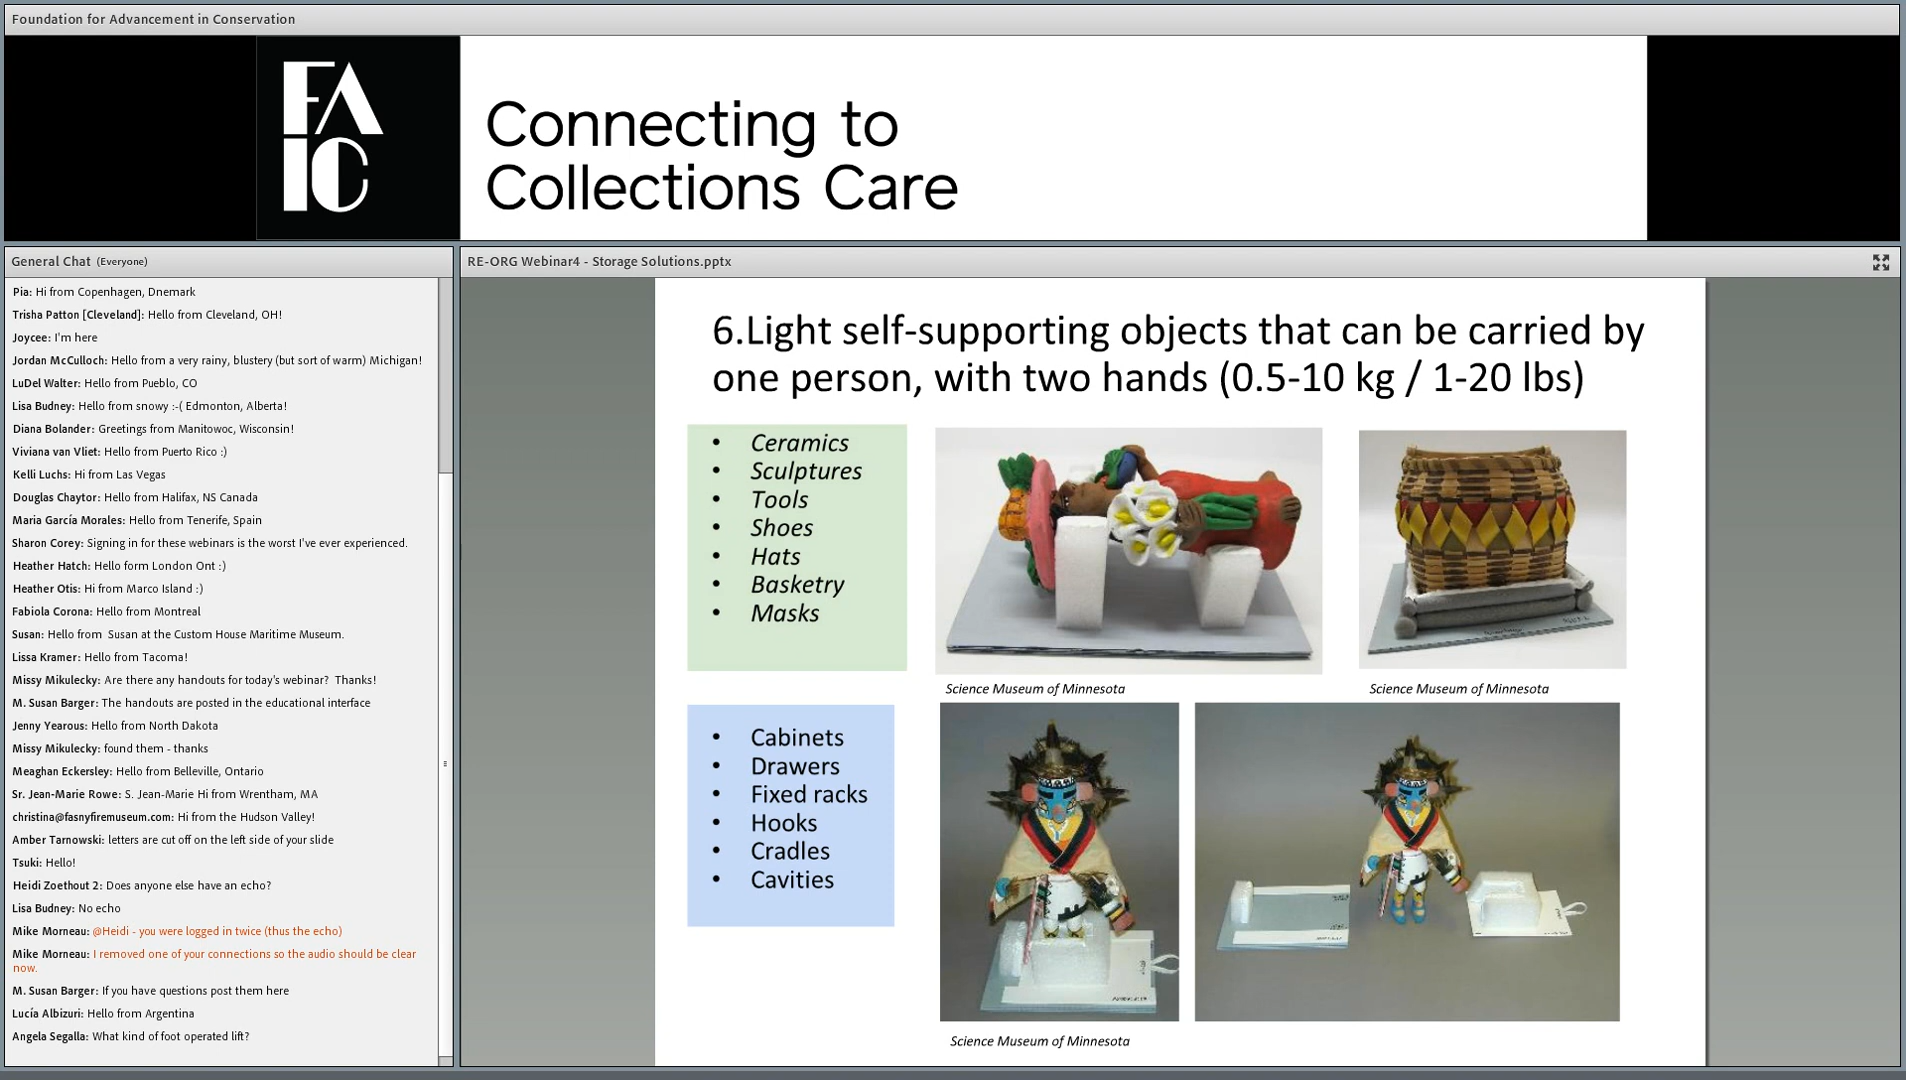 Foundation for Advancement in Conservation
FA
IC
Connecting to
Collections Care
General Chat (Everyone)
Pia: Hi from Copenhagen, Dnemark
Trisha Patton [Cleveland]: Hello from Cleveland, OH!
Joycee: I'm here
Jordan McCulloch: Hello from a very rainy, blustery (but sort of warm) Michigan!
LuDel Walter: Hello from Pueblo, CO
Lisa Budney: Hello from snowy :-( Edmonton, Alberta!
Diana Bolander: Greetings from Manitowoc, Wisconsin!
Viviana van Vliet: Hello from Puerto Rico :)
Kelli Luchs: Hi from Las Vegas
Douglas Chaytor: Hello from Halifax, NS Canada
Maria García Morales: Hello from Tenerife, Spain
Sharon Corey: Signing in for these webinars is the worst I've ever experienced.
Heather Hatch: Hello form London Ont :)
Heather Otis: Hi from Marco Island :)
Fabiola Corona: Hello from Montreal
Susan: Hello from Susan at the Custom House Maritime Museum.
Lissa Kramer: Hello from Tacoma!
Missy Mikulecky: Are there any handouts for today's webinar? Thanks!
M. Susan Barger: The handouts are posted in the educational interface
Jenny Yearous: Hello from North Dakota
Missy Mikulecky: found them - thanks
Meaghan Eckersley: Hello from Belleville, Ontario
Sr. Jean-Marie Rowe: S. Jean-Marie Hi from Wrentham, MA
christina@fasnyfiremuseum.com: Hi from the Hudson Valley!
Amber Tarnowski: letters are cut off on the left side of your slide
Tsuki: Hello!
Heidi Zoethout 2: Does anyone else have an echo?
Lisa Budney: No echo
Mike Morneau: @Heidi - you were logged in twice (thus the echo)
Mike Morneau: I removed one of your connections so the audio should be clear
now.
M. Susan Barger: If you have questions post them here
Lucía Albizuri: Hello from Argentina
Angela Segalla: What kind of foot operated lift?
RE-ORG Webinar4 - Storage Solutions.pptx
6.Light self-supporting objects that can be carried by
one person, with two hands (0.5-10 kg / 1-20 lbs)
• Ceramics
• Sculptures
• Tools
• Shoes
• Hats
• Basketry
• Masks
Science Museum of Minnesota
Science Museum of Minnesota
• Cabinets
• Drawers
• Fixed racks
• Hooks
• Cradles
• Cavities
Science Museum of Minnesota